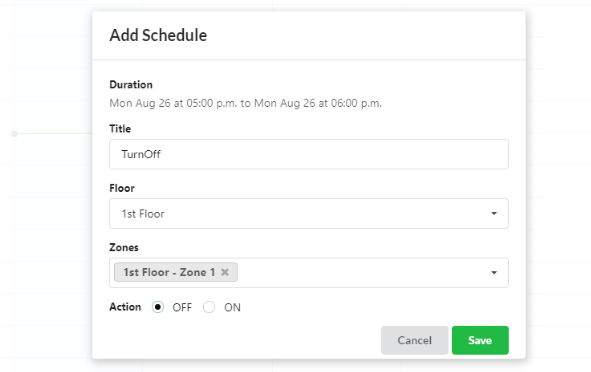 Add Schedule
Duration
Mon Aug 26 at 05:00 p.m. to Mon Aug 26 at 06:00 p.m.
Title
TurnOff
Floor
1st Floor
Zones
1st Floor - Zone 1
Action OFF ON
Cancel Save